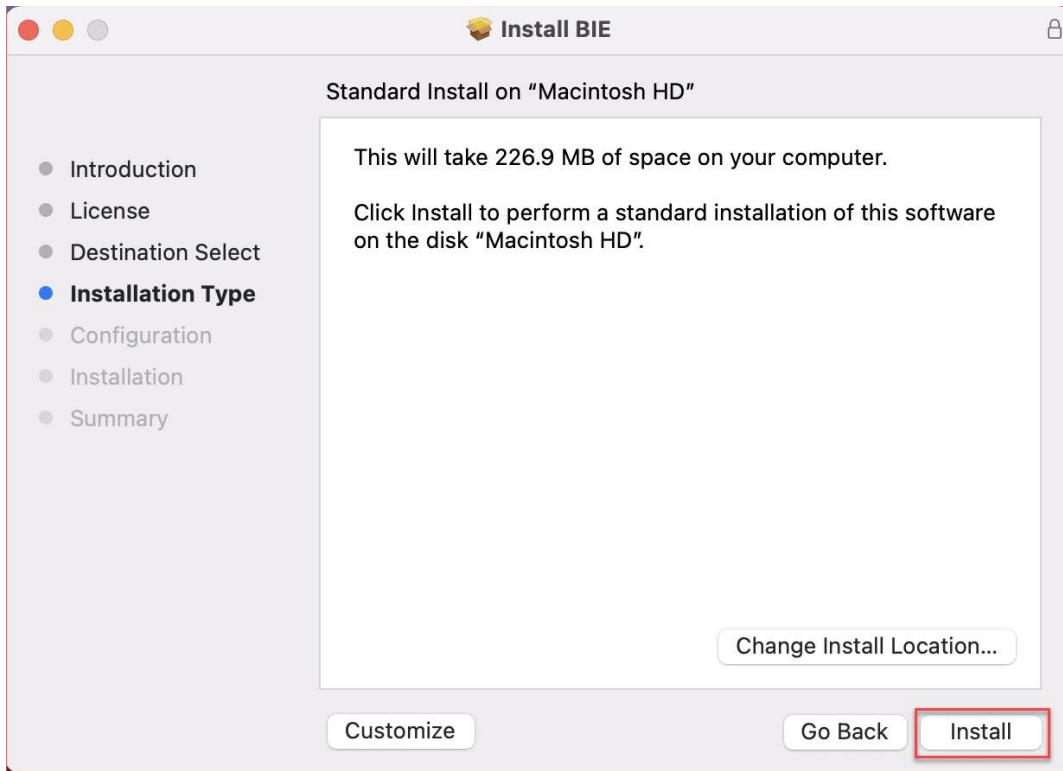 Install BIE
Standard Install on “Macintosh HD”
Introduction
License
Destination Select
Installation Type
Configuration
Installation
Summary
This will take 226.9 MB of space on your computer.
Click Install to perform a standard installation of this software
on the disk “Macintosh HD”.
Change Install Location...
Customize
Go Back
Install